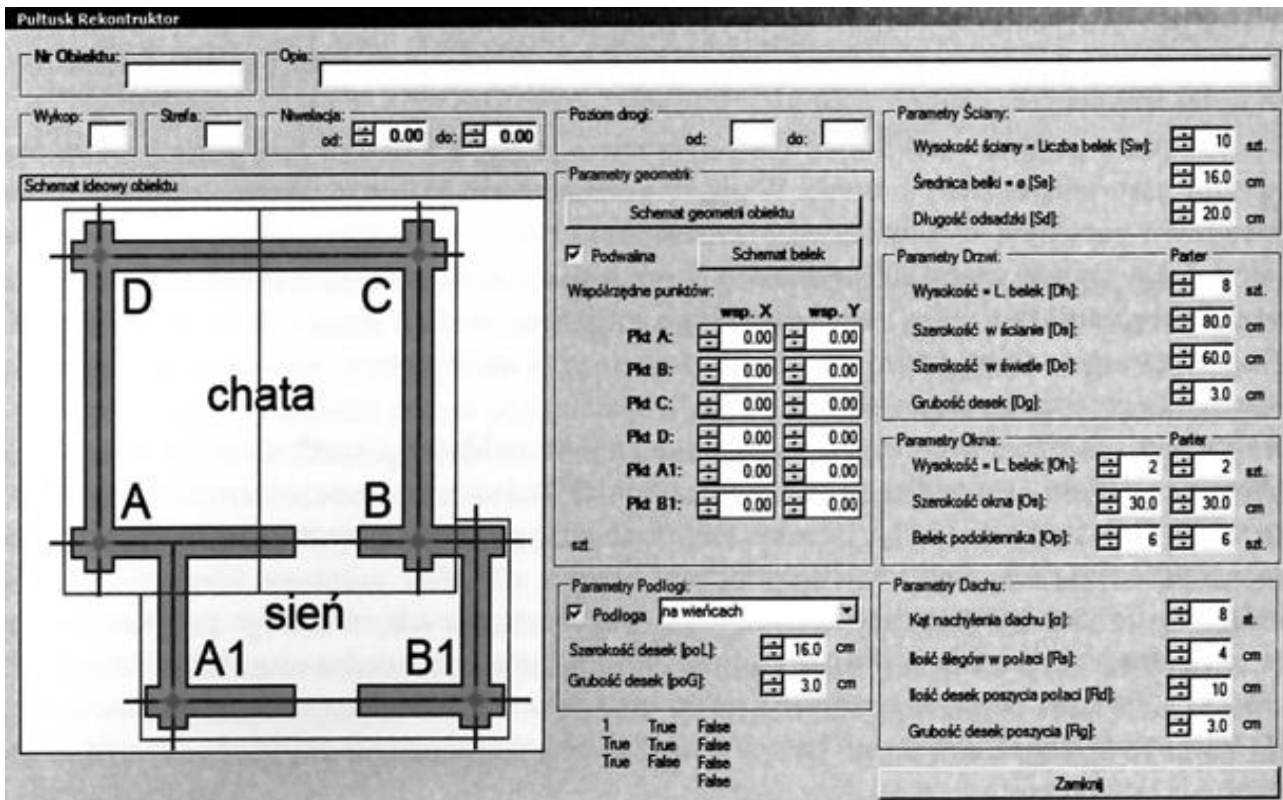 Pułtusk Rekontruktor
Nr Obiektu:
Opis:
Wykop:
Strefa:
Niwelacja:
od: 0.00 do: 0.00
Poziom drogi:
od: do:
Schemat ideowy obiektu
D C
chata
A B
sień
A1 B1
Parametry geometrii:
Schemat geometrii obiektu
Podwalina
Schemat belek
Współrzędne punktów:
wsp. X wsp. Y
Pkt A: 0.00 0.00
Pkt B: 0.00 0.00
Pkt C: 0.00 0.00
Pkt D: 0.00 0.00
Pkt A1: 0.00 0.00
Pkt B1: 0.00 0.00
szt.
Parametry Podłogi:
Podłoga na wieńcach
Szerokość desek [poL]: 16.0 cm
Grubość desek [poG]: 3.0 cm
1 True False
True True False
True False False
False
Parametry Ściany:
Wysokość ściany = Liczba belek [Sw]: 10 szt.
Średnica belki = ø [Ss]: 16.0 cm
Długość odsadzki [Sd]: 20.0 cm
Parametry Drzwi: Parter
Wysokość = L. belek [Dh]: 8 szt.
Szerokość w ścianie [Ds]: 80.0 cm
Szerokość w świetle [Do]: 60.0 cm
Grubość desek [Dg]: 3.0 cm
Parametry Okna: Parter
Wysokość = L. belek [Oh]: 2 2 szt.
Szerokość okna [Os]: 30.0 30.0 cm
Belek podokiennika [Op]: 6 6 szt.
Parametry Dachu:
Kąt nachylenia dachu [α]: 8 st.
Ilość ślegów w połaci [Rs]: 4 cm
Ilość desek poszycia połaci [Rd]: 10 cm
Grubość desek poszycia [Rg]: 3.0 cm
Zamknij